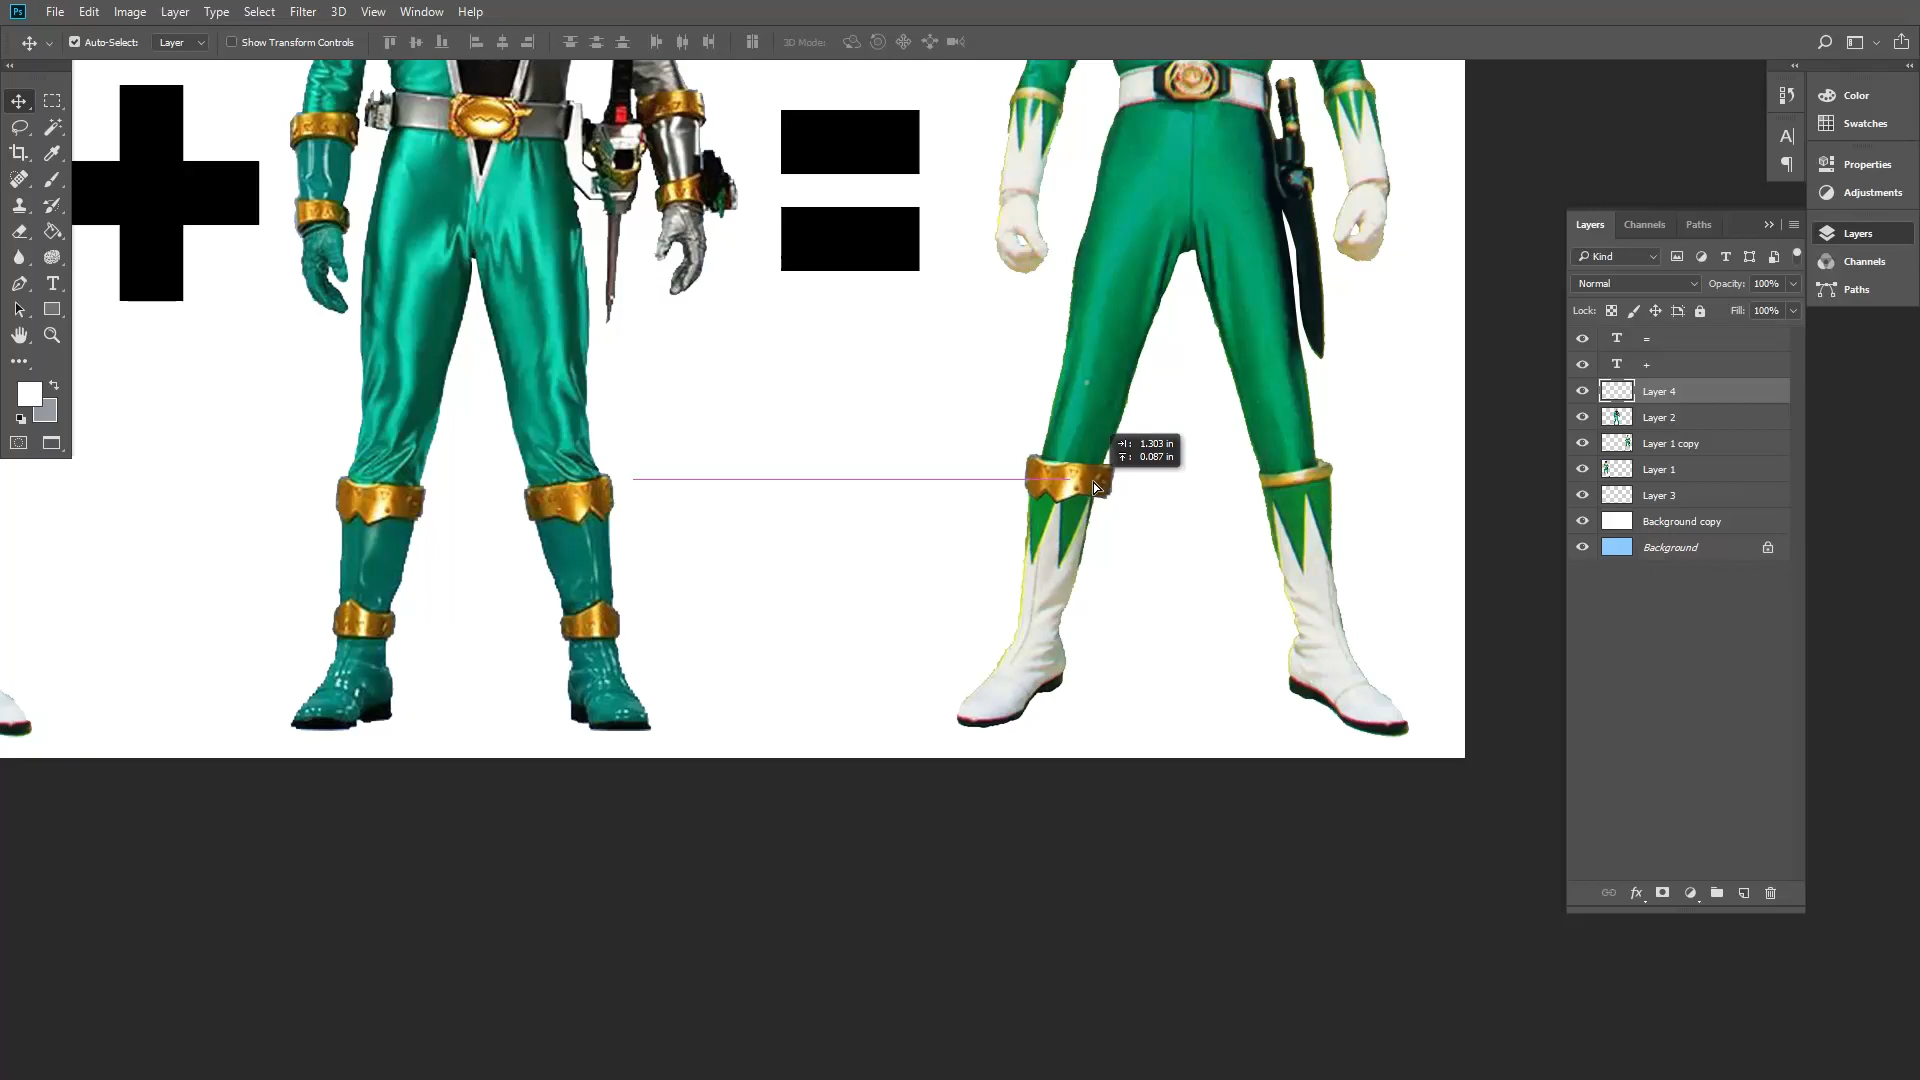 Ps File Edit Image Layer Type Select Filter 3D View Window Help
Auto-Select: Layer Show Transform Controls 3D Mode:
+ =
Color
Swatches
Properties
Adjustments
Layers
Channels
Paths
Layers Channels Paths
Kind
Normal Opacity: 100%
Lock: Fill: 100%
T =
T +
Layer 4
Layer 2
Layer 1 copy
Layer 1
Layer 3
Background copy
Background
fx
1.303 in
0.087 in